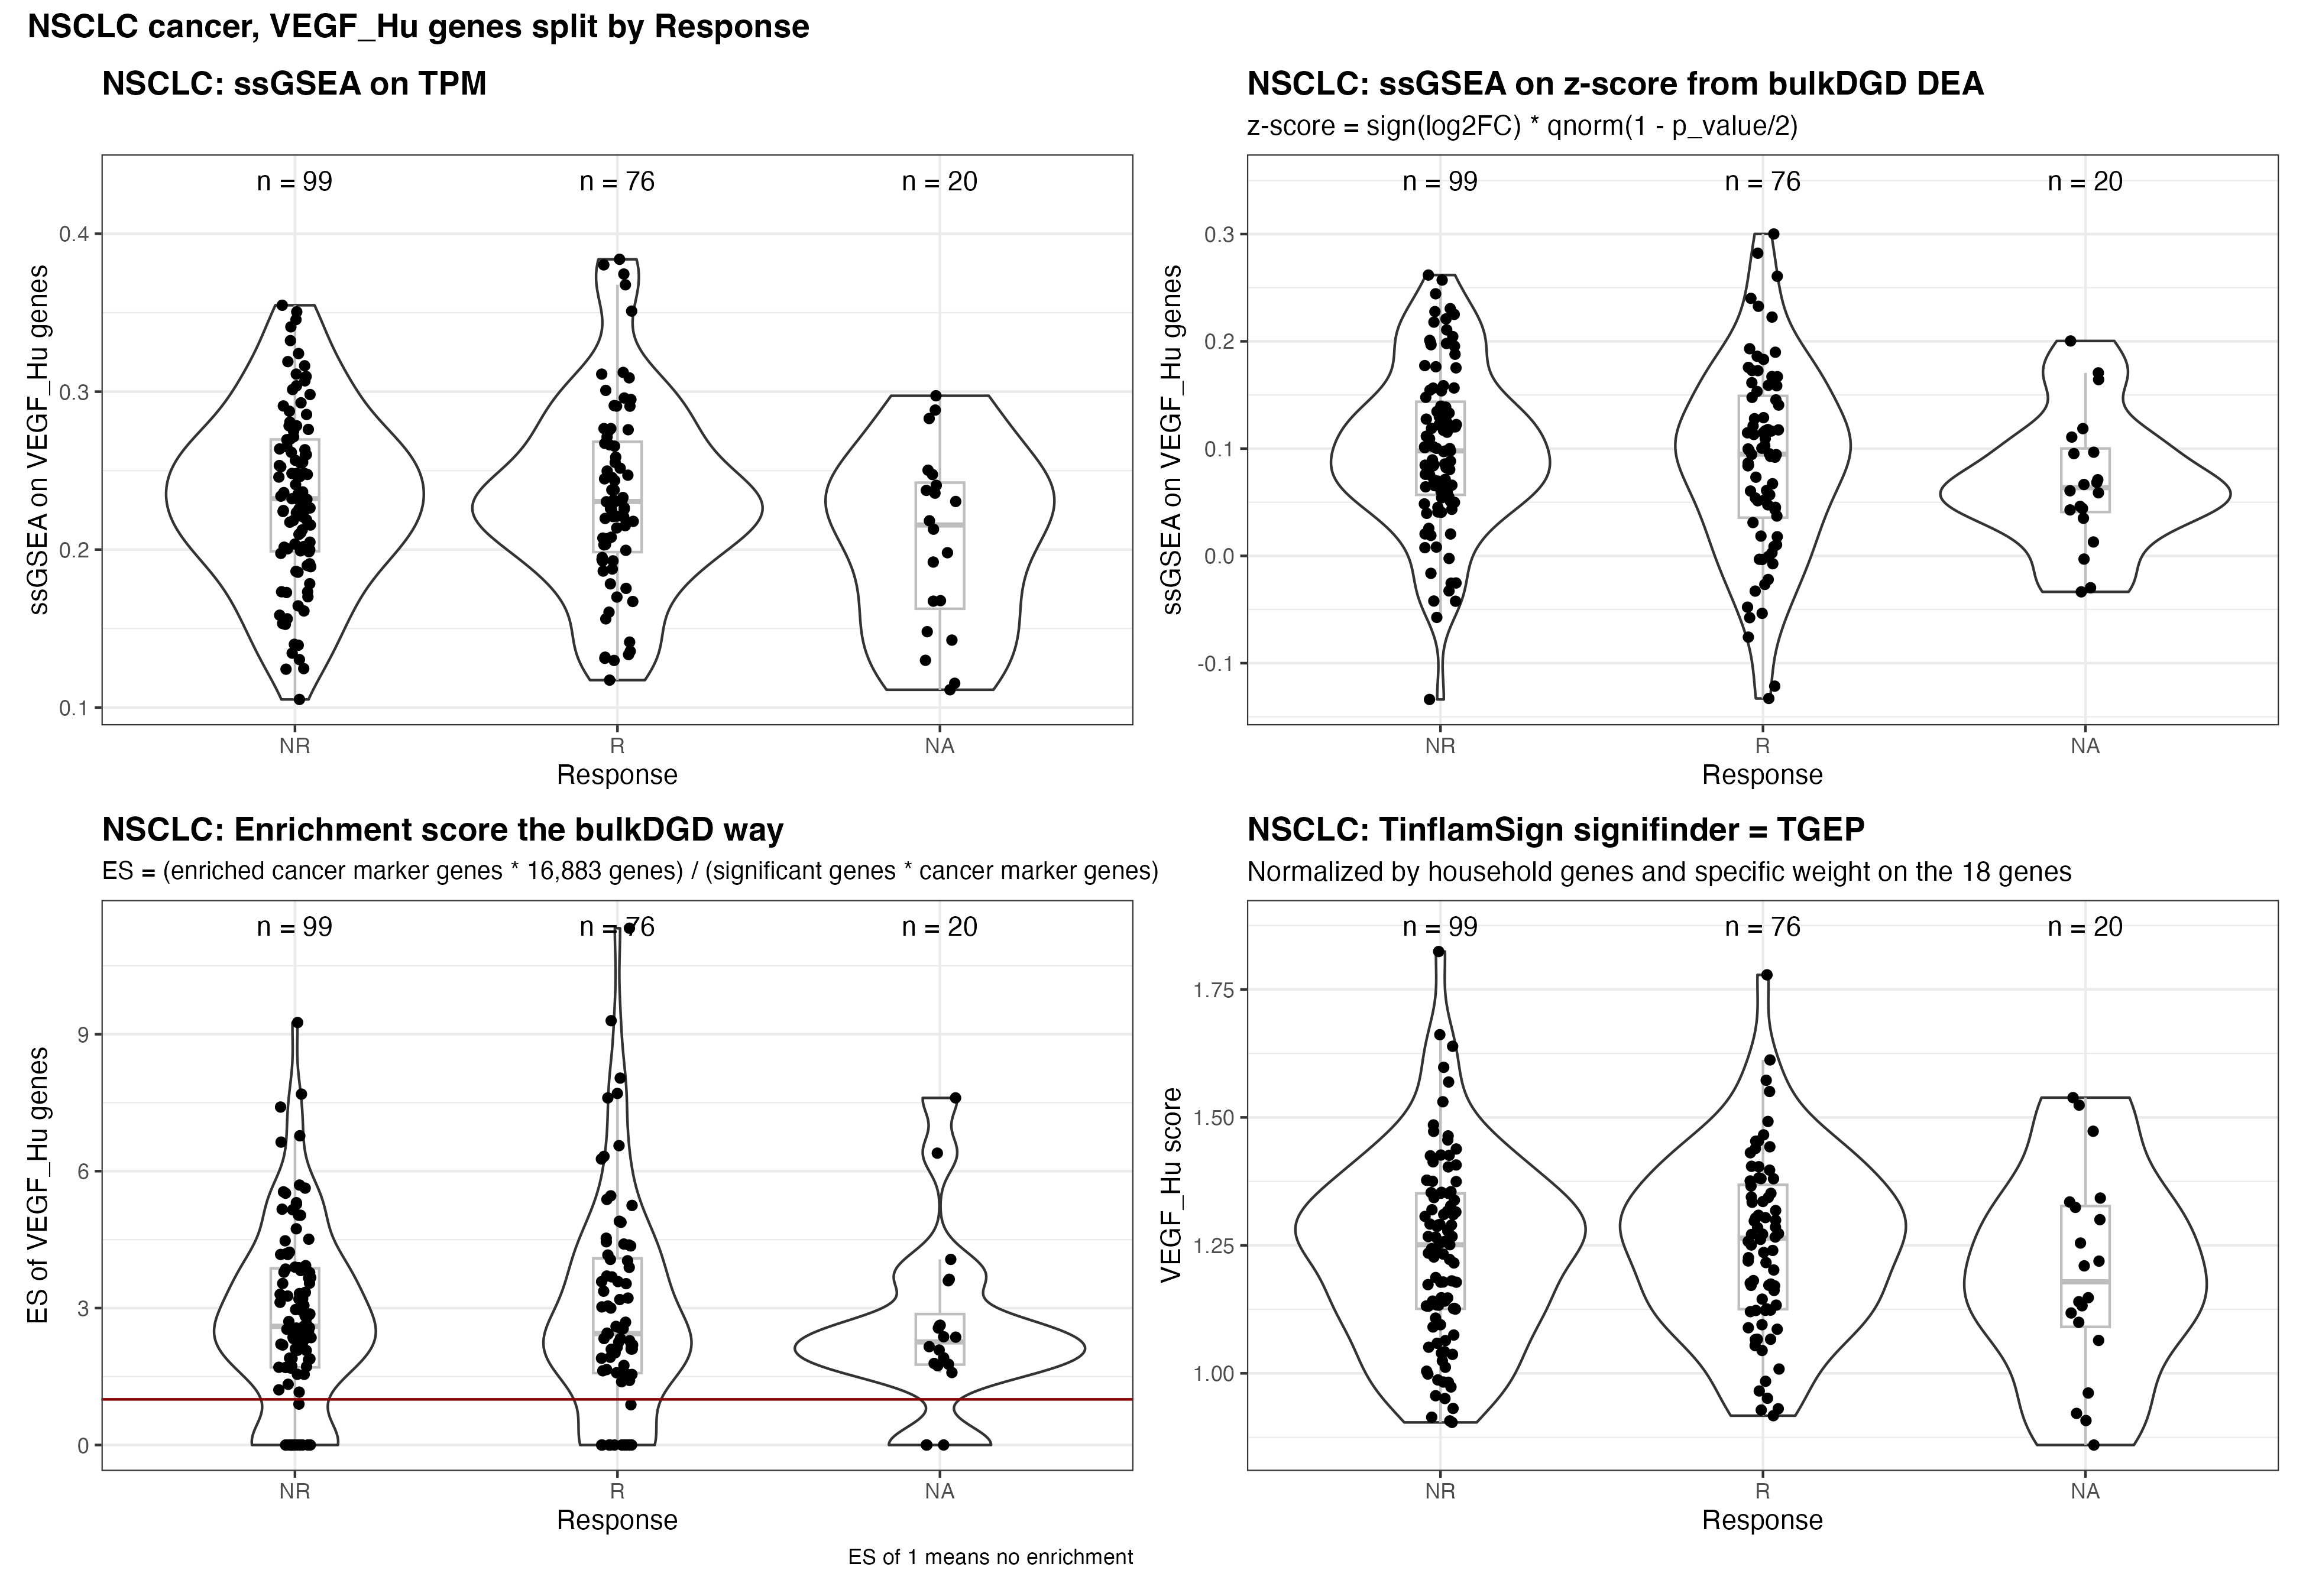 NSCLC cancer, VEGF_Hu genes split by Response
NSCLC: ssGSEA on TPM
n = 99
n = 76
n = 20
0.4
0.3
0.2
0.1
ssGSEA on VEGF_Hu genes
NR
R
NA
Response
NSCLC: ssGSEA on z-score from bulkDGD DEA
z-score = sign(log2FC) * qnorm(1 - p_value/2)
n = 99
n = 76
n = 20
0.3
0.2
0.1
0.0
-0.1
ssGSEA on VEGF_Hu genes
NR
R
NA
Response
NSCLC: Enrichment score the bulkDGD way
ES = (enriched cancer marker genes * 16,883 genes) / (significant genes * cancer marker genes)
n = 99
n = 76
n = 20
9
6
3
0
ES of VEGF_Hu genes
NR
R
NA
Response
ES of 1 means no enrichment
NSCLC: TinflamSign signifinder = TGEP
Normalized by household genes and specific weight on the 18 genes
n = 99
n = 76
n = 20
1.75
1.50
1.25
1.00
VEGF_Hu score
NR
R
NA
Response